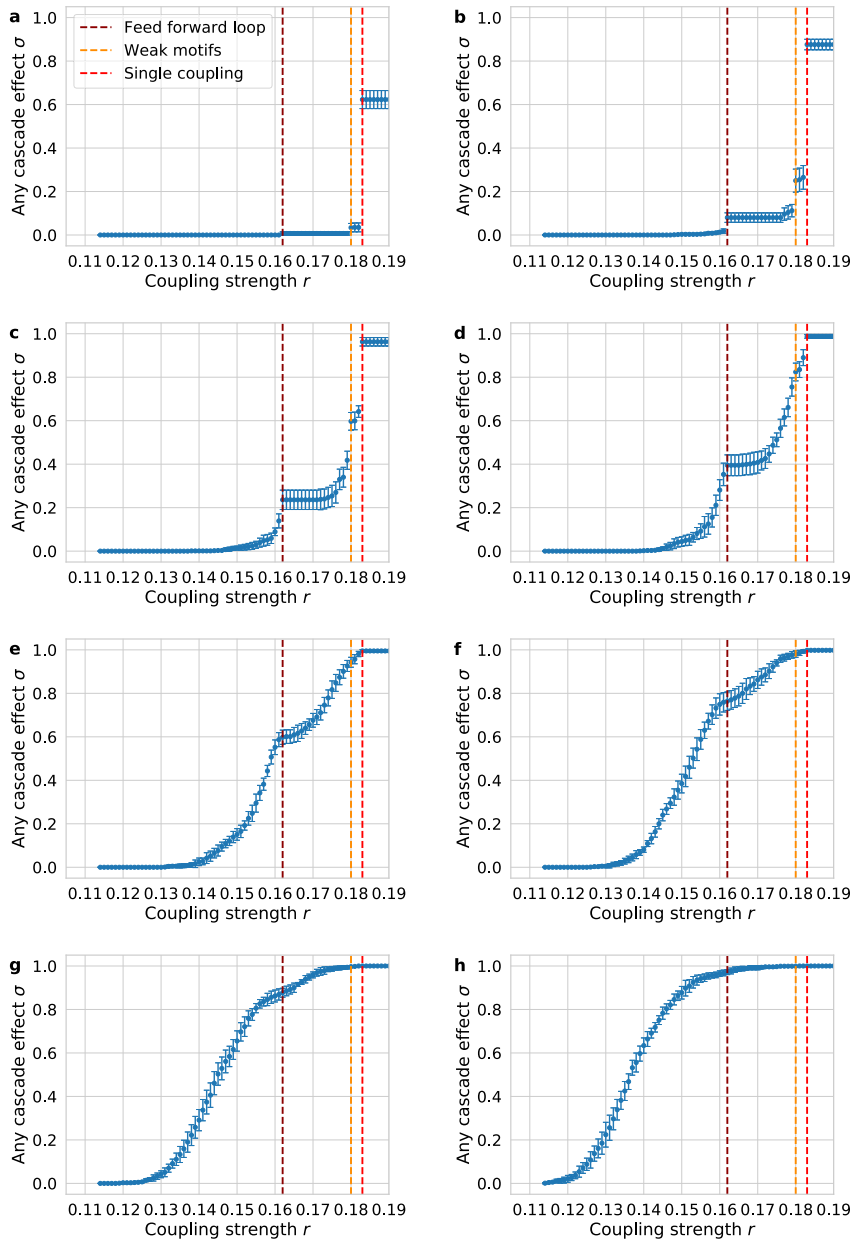 a
Feed forward loop
Weak motifs
Single coupling
1.0
0.8
0.6
0.4
0.2
0.0
Any cascade effect σ
0.11 0.12 0.13 0.14 0.15 0.16 0.17 0.18 0.19
Coupling strength r
b
1.0
0.8
0.6
0.4
0.2
0.0
Any cascade effect σ
0.11 0.12 0.13 0.14 0.15 0.16 0.17 0.18 0.19
Coupling strength r
c
1.0
0.8
0.6
0.4
0.2
0.0
Any cascade effect σ
0.11 0.12 0.13 0.14 0.15 0.16 0.17 0.18 0.19
Coupling strength r
d
1.0
0.8
0.6
0.4
0.2
0.0
Any cascade effect σ
0.11 0.12 0.13 0.14 0.15 0.16 0.17 0.18 0.19
Coupling strength r
e
1.0
0.8
0.6
0.4
0.2
0.0
Any cascade effect σ
0.11 0.12 0.13 0.14 0.15 0.16 0.17 0.18 0.19
Coupling strength r
f
1.0
0.8
0.6
0.4
0.2
0.0
Any cascade effect σ
0.11 0.12 0.13 0.14 0.15 0.16 0.17 0.18 0.19
Coupling strength r
g
1.0
0.8
0.6
0.4
0.2
0.0
Any cascade effect σ
0.11 0.12 0.13 0.14 0.15 0.16 0.17 0.18 0.19
Coupling strength r
h
1.0
0.8
0.6
0.4
0.2
0.0
Any cascade effect σ
0.11 0.12 0.13 0.14 0.15 0.16 0.17 0.18 0.19
Coupling strength r